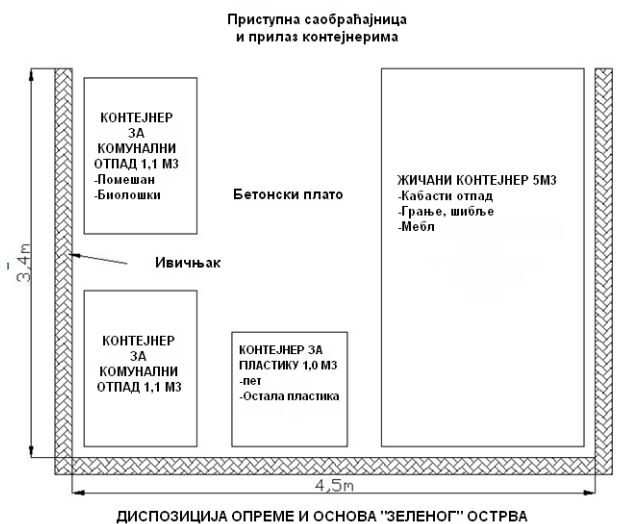 Приступна саобраћајница
и прилаз контејнерима
КОНТЕЈНЕР
ЗА
КОМУНАЛНИ
ОТПАД 1,1 М3
-Помешан
-Биолошки
Бетонски плато
ЖИЧАНИ КОНТЕЈНЕР 5М3
-Кабасти отпад
-Грање, шибље
-Мебл
Ивичњак
3,4m
КОНТЕЈНЕР
ЗА
КОМУНАЛНИ
ОТПАД 1,1 М3
КОНТЕЈНЕР ЗА
ПЛАСТИКУ 1,0 М3
-пет
-Остала пластика
4,5m
ДИСПОЗИЦИЈА ОПРЕМЕ И ОСНОВА "ЗЕЛЕНОГ" ОСТРВА